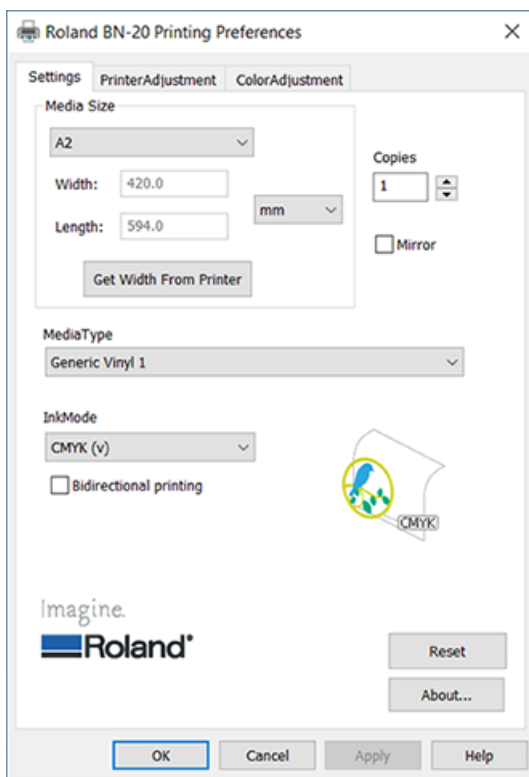 Roland BN-20 Printing Preferences
Settings
PrinterAdjustment
ColorAdjustment
Media Size
A2
Width:
420.0
Length:
594.0
mm
Get Width From Printer
Copies
1
Mirror
MediaType
Generic Vinyl 1
InkMode
CMYK (v)
Bidirectional printing
CMYK
Imagine.
Roland
Reset
About...
OK
Cancel
Apply
Help